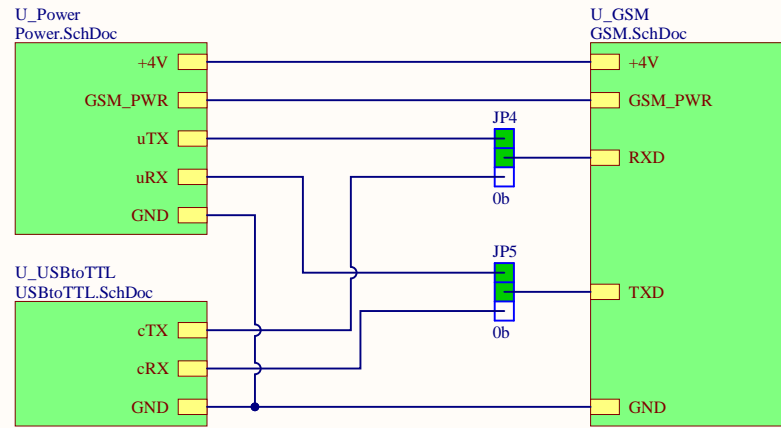 U_Power
Power.SchDoc
+4V
GSM_PWR
uTX
uRX
GND
U_USBtoTTL
USBtoTTL.SchDoc
cTX
cRX
GND
JP4
0b
JP5
0b
U_GSM
GSM.SchDoc
+4V
GSM_PWR
RXD
TXD
GND